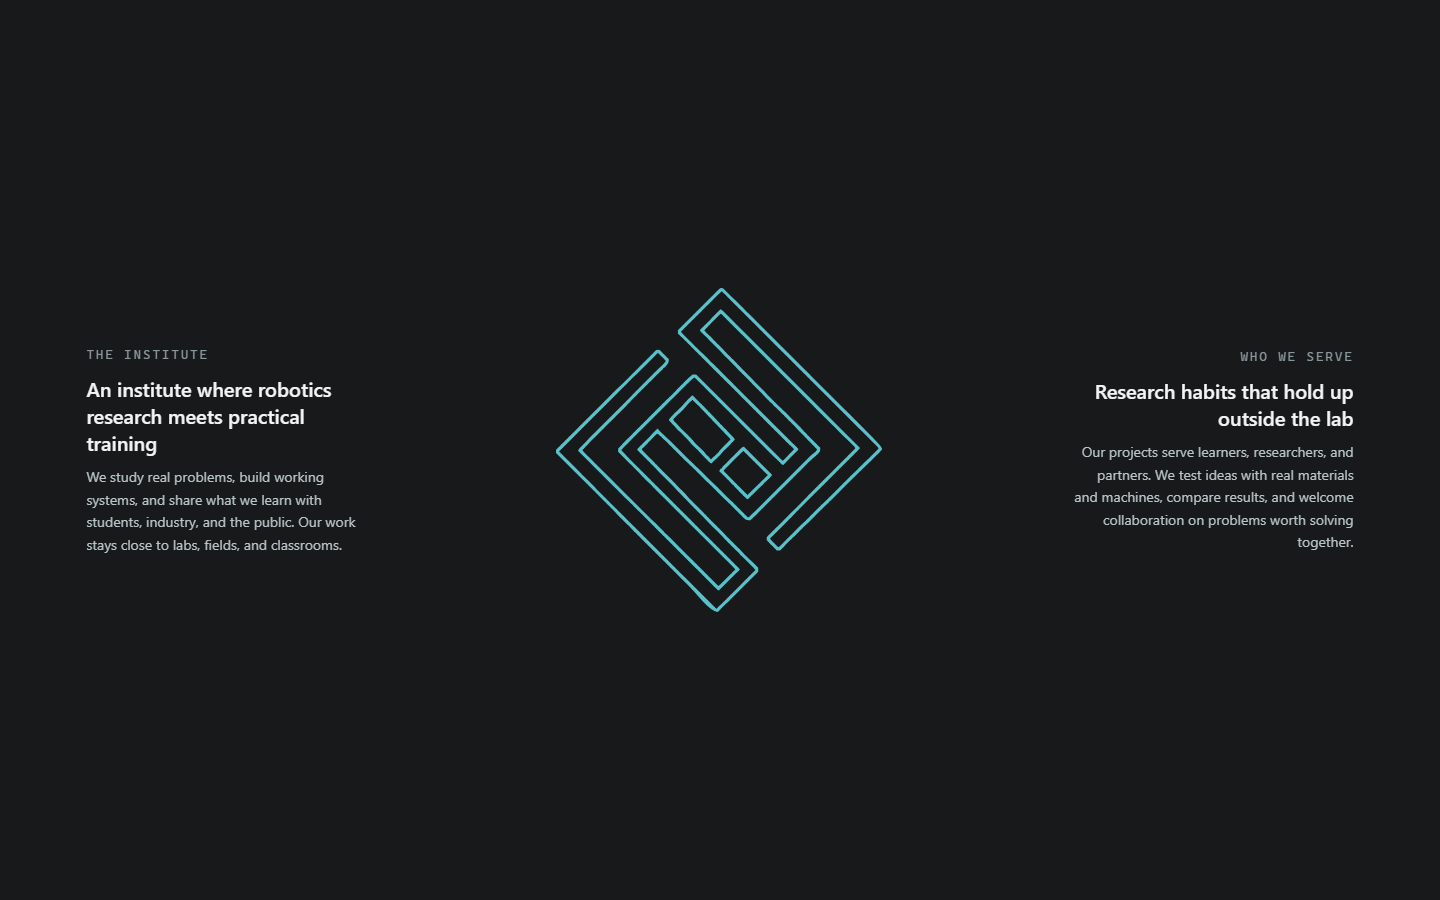 THE INSTITUTE
An institute where robotics
research meets practical
training
We study real problems, build working
systems, and share what we learn with
students, industry, and the public. Our work
stays close to labs, fields, and classrooms.
WHO WE SERVE
Research habits that hold up
outside the lab
Our projects serve learners, researchers, and
partners. We test ideas with real materials
and machines, compare results, and welcome
collaboration on problems worth solving
together.